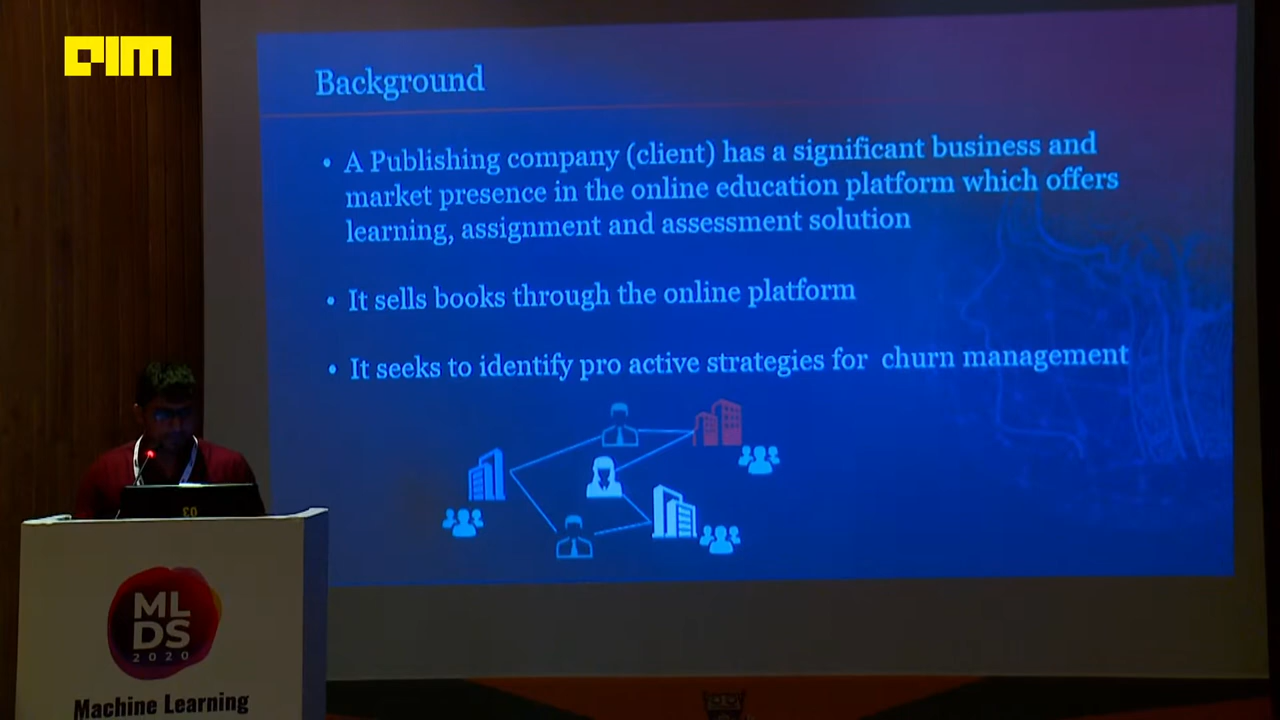 AIM
Background
• A Publishing company (client) has a significant business and
market presence in the online education platform which offers
learning, assignment and assessment solution
• It sells books through the online platform
• It seeks to identify pro active strategies for churn management
03
ML
DS
2020
Machine Learning